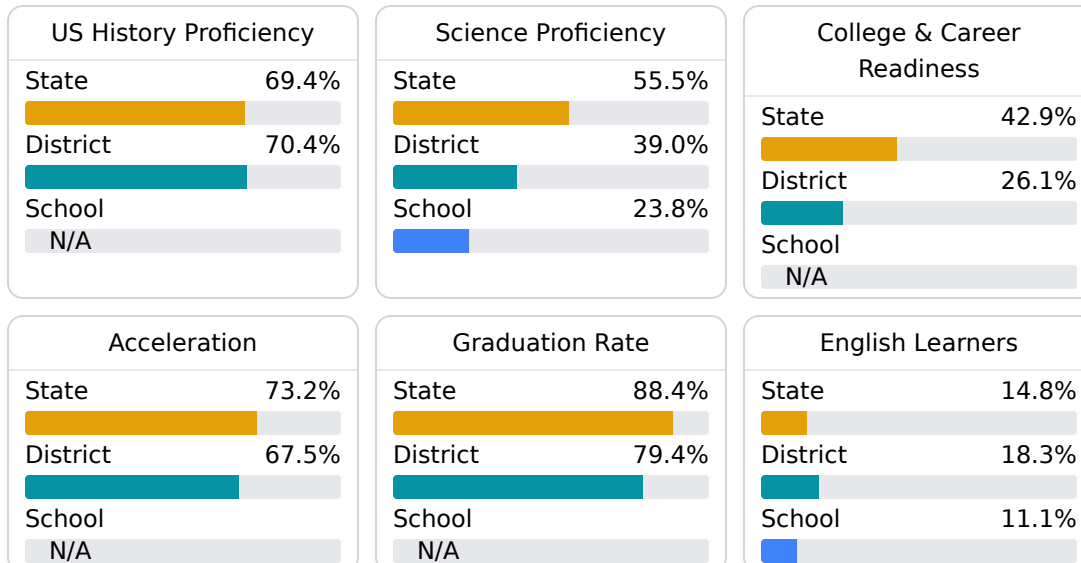 US History Proficiency
State 69.4%
District 70.4%
School
N/A
Science Proficiency
State 55.5%
District 39.0%
School 23.8%
College & Career
Readiness
State 42.9%
District 26.1%
School
N/A
Acceleration
State 73.2%
District 67.5%
School
N/A
Graduation Rate
State 88.4%
District 79.4%
School
N/A
English Learners
State 14.8%
District 18.3%
School 11.1%